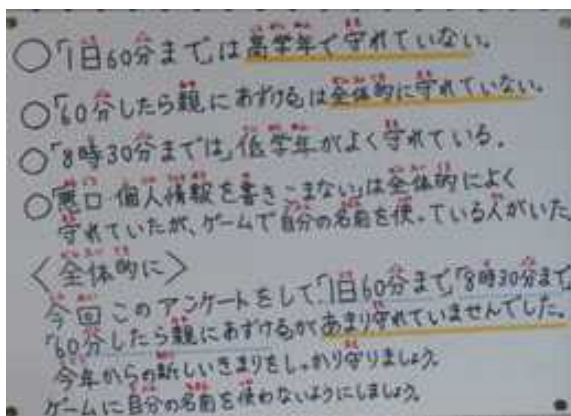 ○「1日60分まで」は高学年で守れていない。
○「60分したら親にあずける」は全体的に守れていない。
○「8時30分までは」低学年がよく守れている。
○「悪口・個人情報を書きこまない」は全体的によく
守れていたが、ゲームで自分の名前を使っている人がいた。
〈全体的に〉
今回このアンケートをして「1日60分まで」「8時30分まで」
「60分したら親にあずける」があまり守れていませんでした。
今年からの新しいきまりをしっかり守りましょう。
ゲームに自分の名前を使わないようにしましょう。